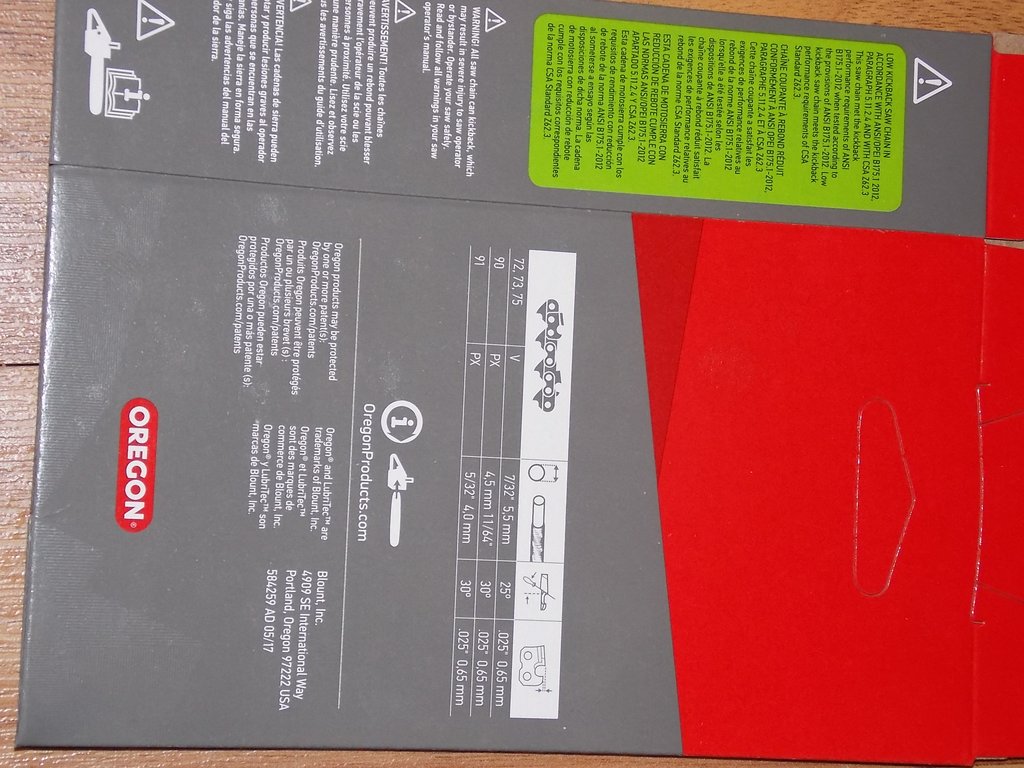 LOW KICKBACK SAW CHAIN IN
ACCORDANCE WITH ANSI/OPEI B175.1 2012,
PARAGRAPH 5.11.2.4 AND WITH CSA Z62.3
This saw chain met the kickback
performance requirements of ANSI
B175.1-2012 when tested according to
the provisions of ANSI B175.1-2012. Low
kickback saw chain meets the kickback
performance requirements of CSA
Standard Z62.3.
CHAÎNE COUPANTE À REBOND RÉDUIT
CONFORMÉMENT À ANSI/OPEI B175.1-2012,
PARAGRAPHE 5.11.2.4 ET À CSA Z62.3
Cette chaîne coupante a satisfait les
exigences de performance relatives au
rebond de la norme ANSI B175.1-2012
lorsqu'elle a été testée selon les
dispositions de ANSI B175.1-2012. La
chaîne coupante à rebond réduit satisfait
les exigences de performance relatives au
rebond de la norme CSA Standard Z62.3.
ESTA CADENA DE MOTOSIERRA CON
REDUCCIÓN DE REBOTE CUMPLE CON
LAS NORMAS ANSI/OPEI B175.1-2012
APARTADO 5.11.2.4 Y CSA Z62.3.
Esta cadena de motosierra cumple con los
requisitos de rendimiento con reducción
de rebote de la norma ANSI B175.1-2012
al someterse a ensayo según las
disposiciones de dicha norma. La cadena
de motosierra con reducción de rebote
cumple con los requisitos correspondientes
de la norma CSA Standard Z62.3.
WARNING! All saw chain can kickback, which
may result in severe injury to saw operator
or bystander. Operate your saw safely.
Read and follow all warnings in your saw
operator's manual.
AVERTISSEMENT! Toutes les chaînes
peuvent produire un rebond pouvant blesser
gravement l'opérateur de la scie ou les
personnes à proximité. Utilisez votre scie
une manière prudente. Lisez et observez
us les avertissements du guide d'utilisation.
VERTENCIA! Las cadenas de sierra pueden
otar y producir lesiones graves al operador
personas que se encuentran en las
anías. Maneje la sierra en forma segura.
y siga las advertencias del manual del
dor de la sierra.
72, 73, 75 V 7/32" 5,5 mm 25° .025" 0,65 mm
90 PX 4,5 mm 11/64" 30° .025" 0,65 mm
91 PX 5/32" 4,0 mm 30° .025" 0,65 mm
OregonProducts.com
Oregon products may be protected
by one or more patent(s):
OregonProducts.com/patents
Produits Oregon peuvent être protégés
par un ou plusieurs brevet (s) :
OregonProducts.com/patents
Productos Oregon pueden estar
protegidos por una o más patente (s):
OregonProducts.com/patents
Oregon® and LubriTec™ are
trademarks of Blount, Inc.
Oregon® et LubriTec™
sont des marques de
commerce de Blount, Inc.
Oregon® y LubriTec™ son
marcas de Blount, Inc.
Blount, Inc.
4909 SE International Way
Portland, Oregon 97222 USA
584259 AD 05/17
OREGON®